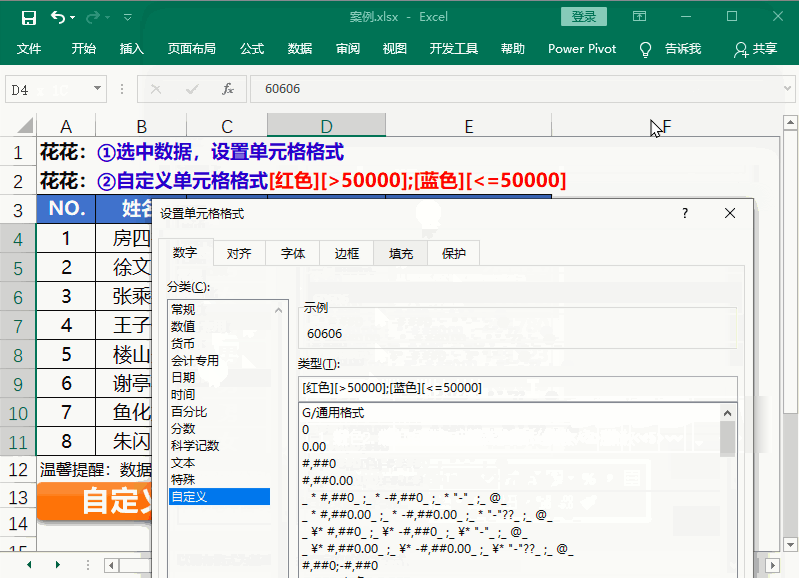 案例.xlsx - Excel
登录
文件 开始 插入 页面布局 公式 数据 审阅 视图 开发工具 帮助 Power Pivot 告诉我 共享
D4 fx 60606
A B C D E F
1 花花：①选中数据，设置单元格格式
2 花花：②自定义单元格格式[红色][>50000];[蓝色][<=50000]
3 NO.
4 1 房四
5 2 徐文
6 3 张乘
7 4 王子
8 5 楼山
9 6 谢亭
10 7 鱼化
11 8 朱闪
12 温馨提醒：数据
13 自定义
14
15
设置单元格格式 ?
数字 对齐 字体 边框 填充 保护
分类(C):
常规
数值
货币
会计专用
日期
时间
百分比
分数
科学记数
文本
特殊
自定义
示例
60606
类型(T):
[红色][>50000];[蓝色][<=50000]
G/通用格式
0
0.00
#,##0
#,##0.00
_ * #,##0_ ;_ * -#,##0_ ;_ * "-"_ ;_ @_
_ * #,##0.00_ ;_ * -#,##0.00_ ;_ * "-"??_ ;_ @_
_ ¥* #,##0_ ;_ ¥* -#,##0_ ;_ ¥* "-"_ ;_ @_
_ ¥* #,##0.00_ ;_ ¥* -#,##0.00_ ;_ ¥* "-"??_ ;_ @_
#,##0;-#,##0